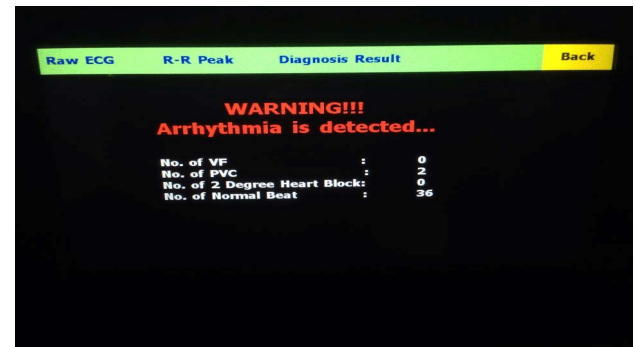 Raw ECG R-R Peak Diagnosis Result Back
WARNING!!!
Arrhythmia is detected...
No. of VF : 0
No. of PVC : 2
No. of 2 Degree Heart Block: 0
No. of Normal Beat : 36